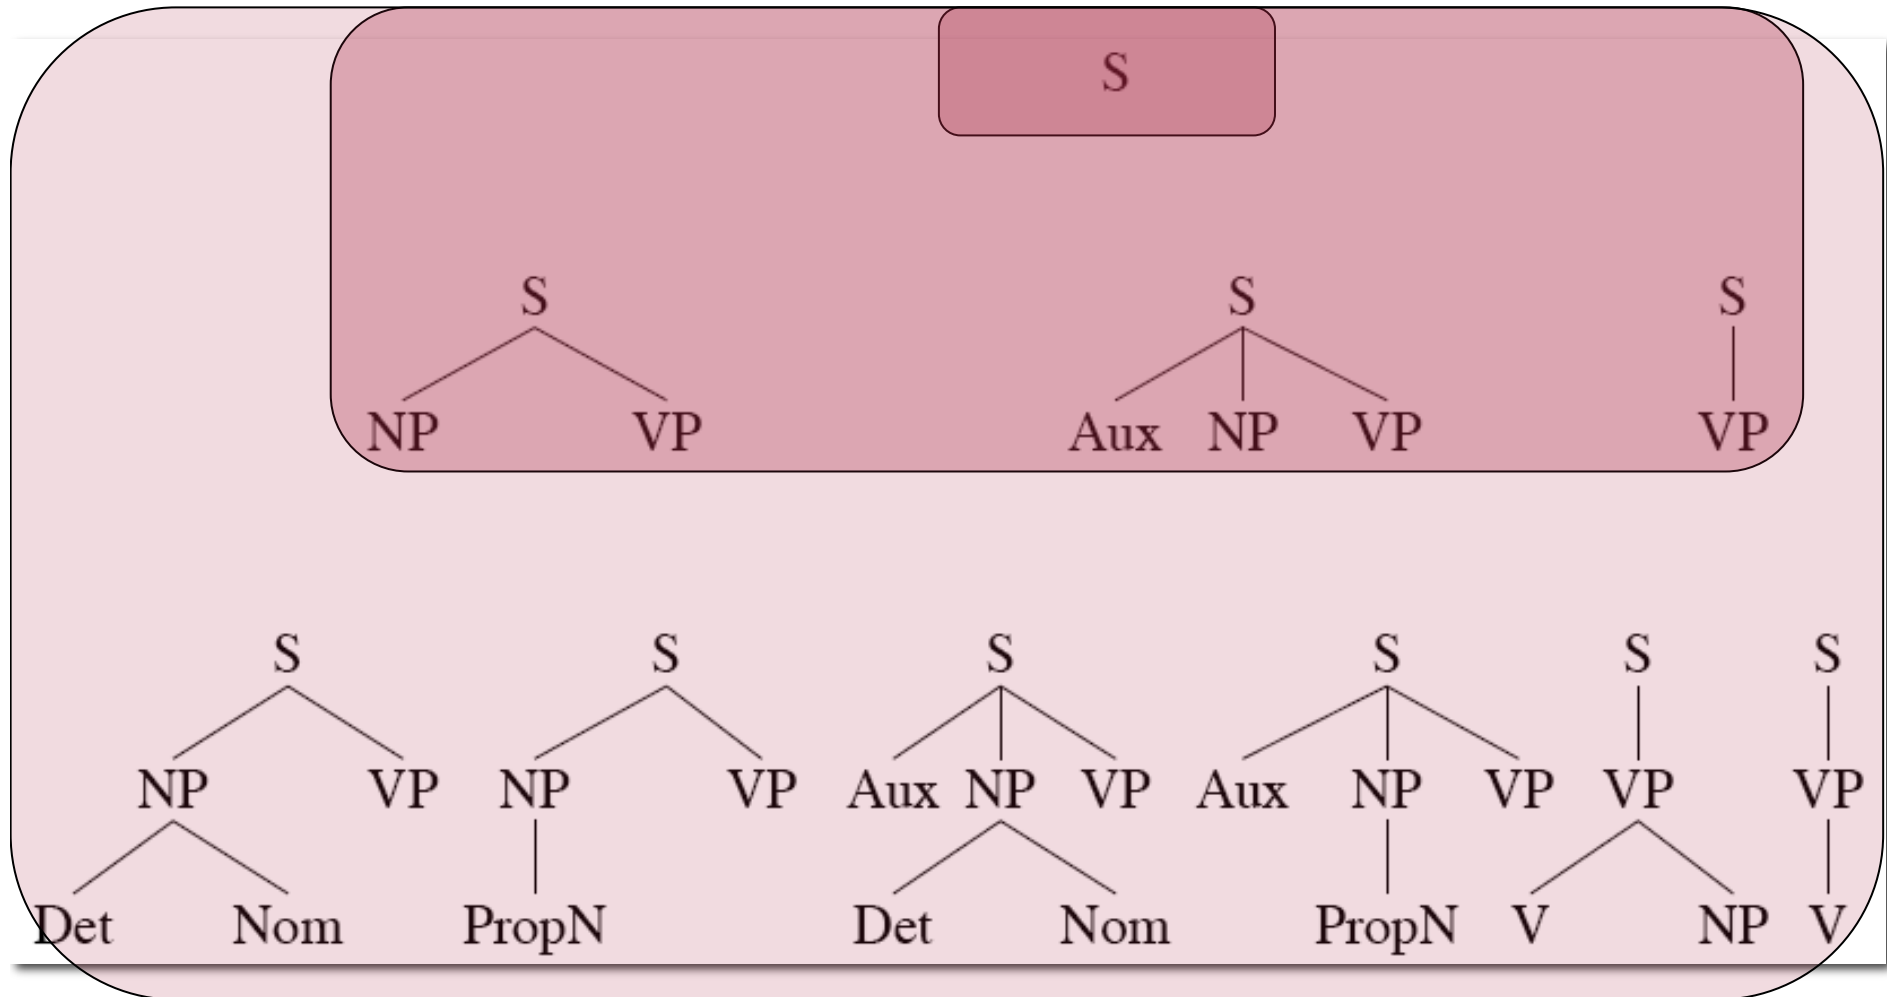 S
S S S
NP VP Aux NP VP VP
S S S S S S
NP VP NP VP Aux NP VP Aux NP VP VP VP
Det Nom PropN Det Nom PropN V NP V